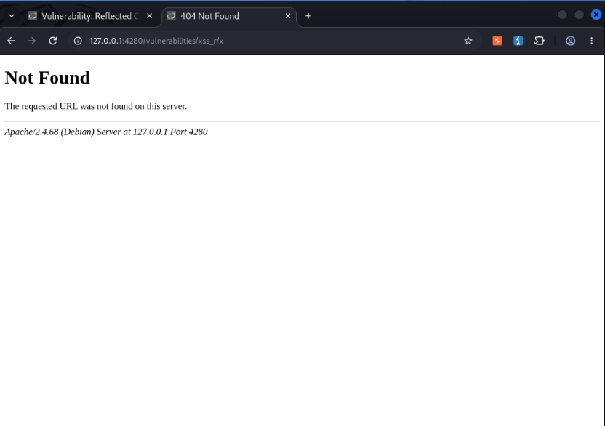 Vulnerability: Reflected C
404 Not Found
127.0.0.1:4280/vulnerabilities/xss_r/x
Not Found
The requested URL was not found on this server.
Apache/2.4.68 (Debian) Server at 127.0.0.1 Port 4280